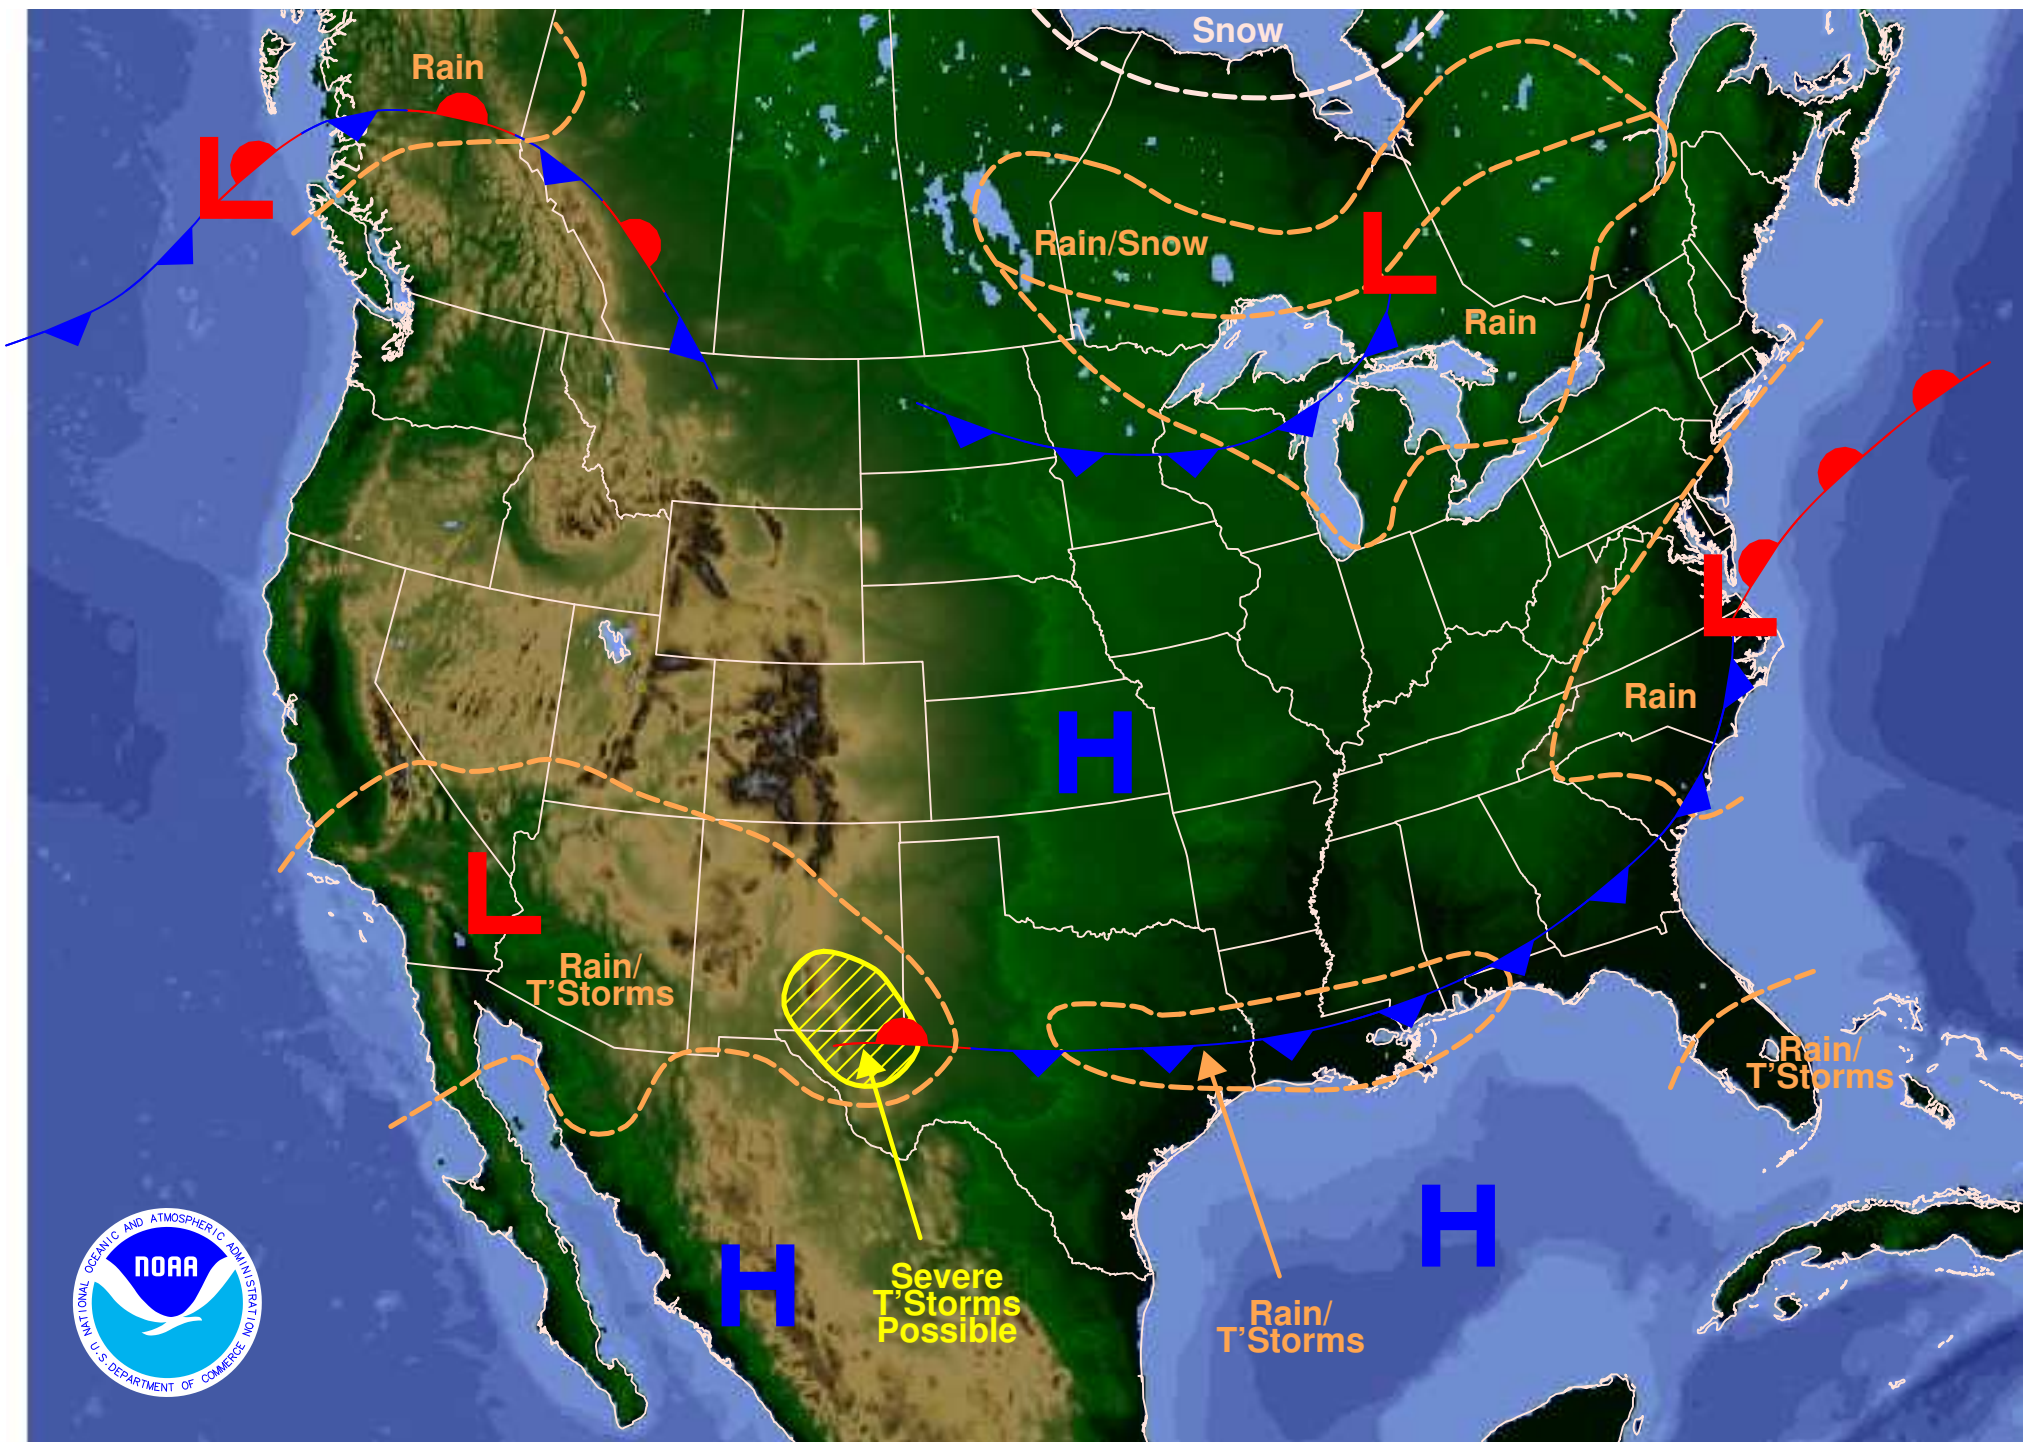 Snow
Rain
L
Rain/Snow
L
Rain
L
Rain
H
L
Rain/
T'Storms
Rain/
T'Storms
H
H
Severe
T'Storms
Possible
Rain/
T'Storms
NATIONAL OCEANIC AND ATMOSPHERIC ADMINISTRATION
NOAA
U.S. DEPARTMENT OF COMMERCE